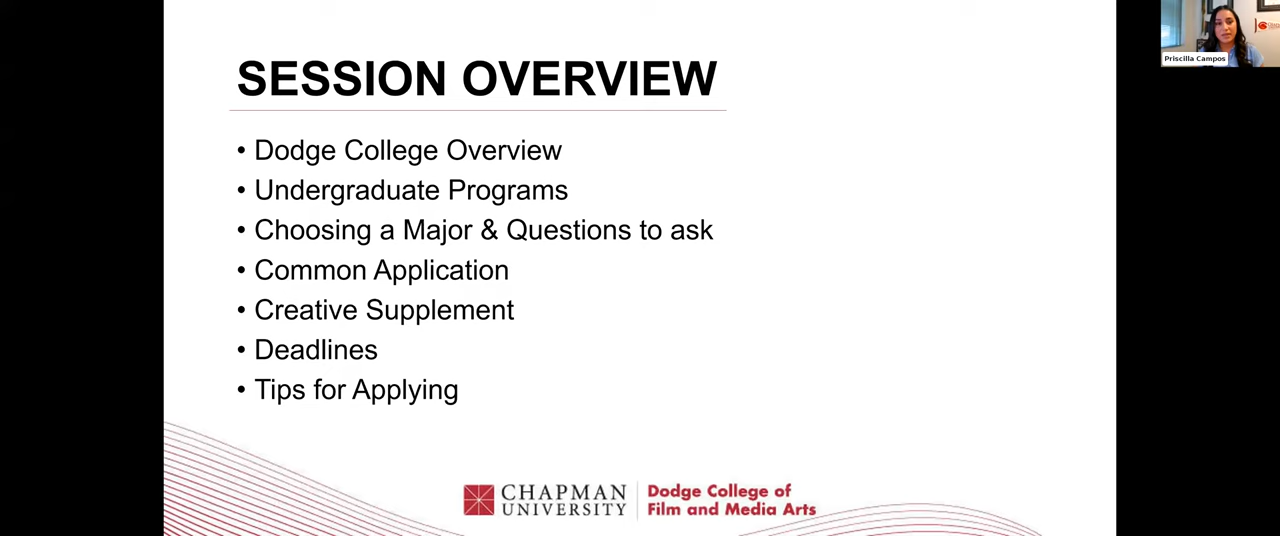 SESSION OVERVIEW
• Dodge College Overview
• Undergraduate Programs
• Choosing a Major & Questions to ask
• Common Application
• Creative Supplement
• Deadlines
• Tips for Applying
CHAPMAN
UNIVERSITY
Dodge College of
Film and Media Arts
Priscilla Campos